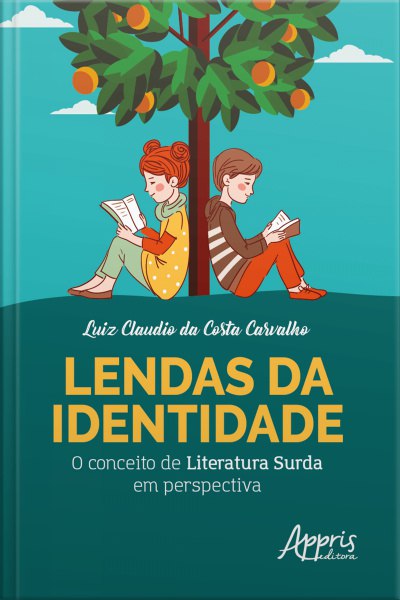 Luiz Claudio da Costa Carvalho
LENDAS DA
IDENTIDADE
O conceito de Literatura Surda
em perspectiva
Appris
editora